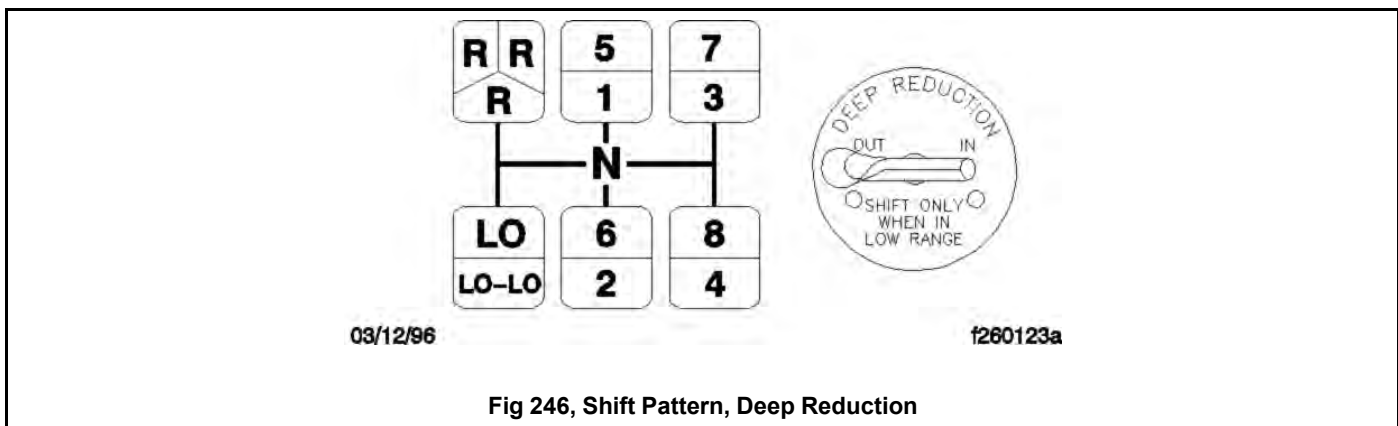 R R 5 7
R 1 3
N
LO 6 8
LO-LO 2 4
DEEP REDUCTION
OUT IN
SHIFT ONLY
WHEN IN
LOW RANGE
03/12/96 f260123a
Fig 246, Shift Pattern, Deep Reduction